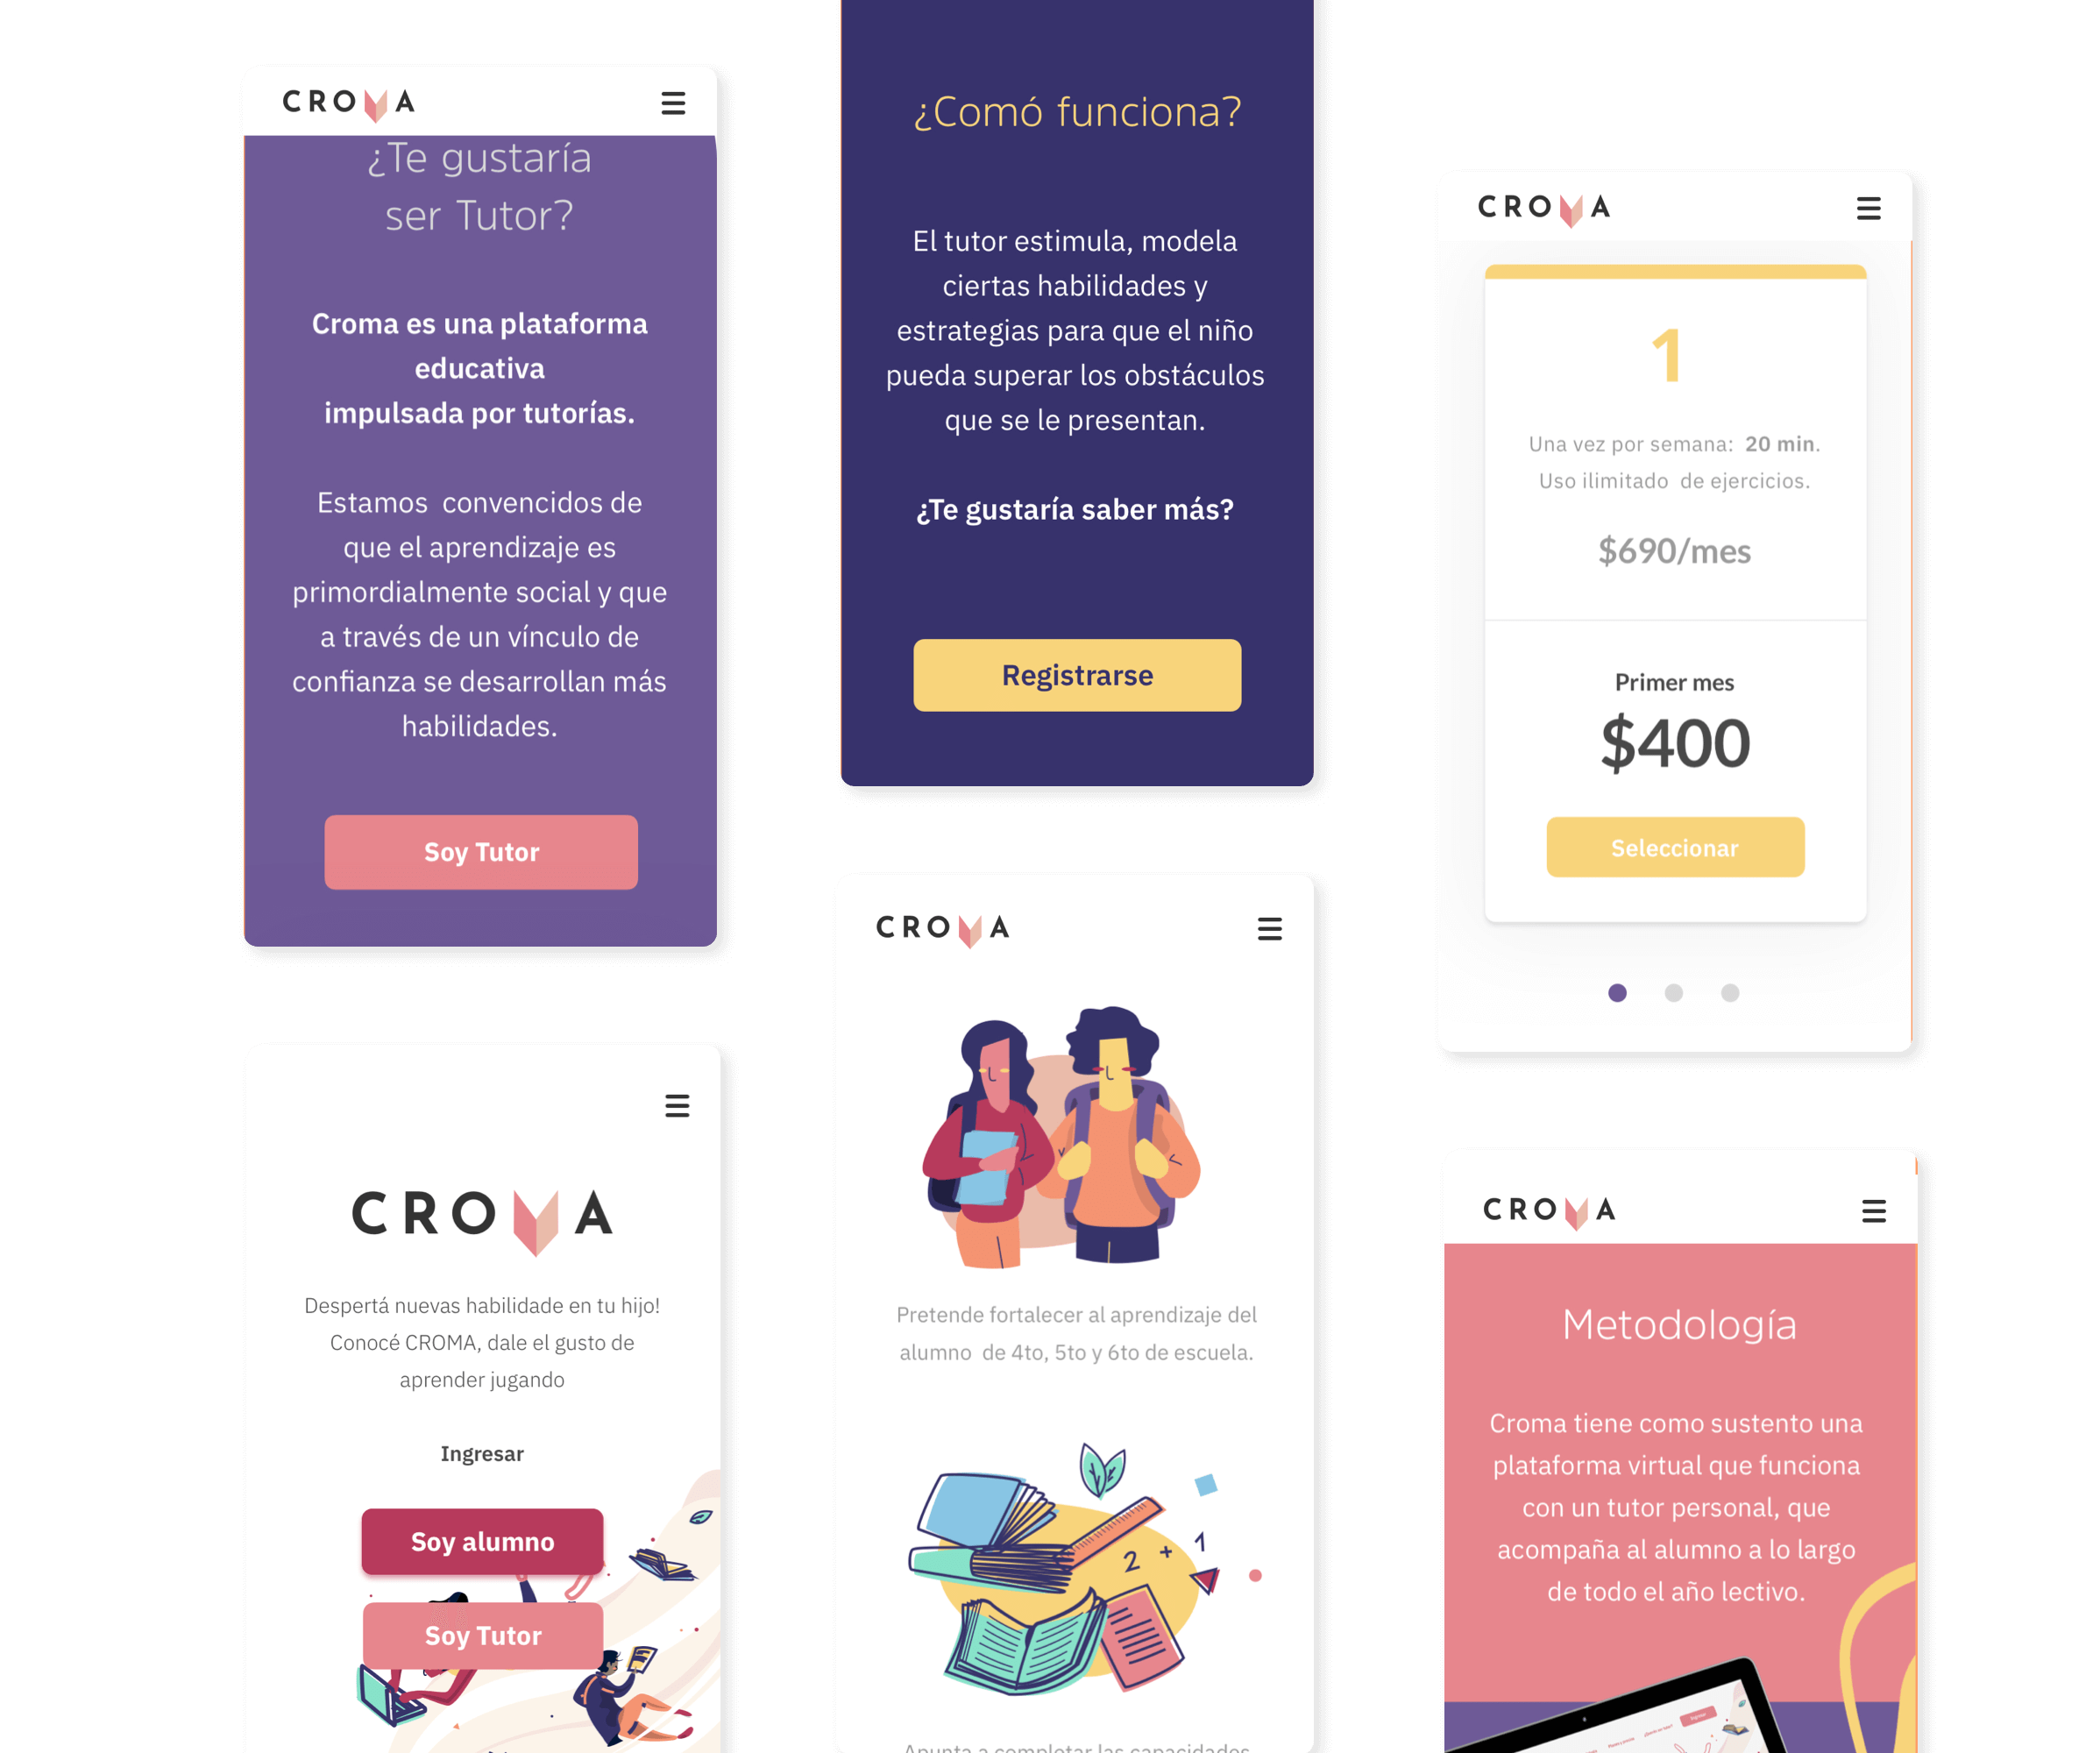 CROMA
¿Te gustaría
ser Tutor?
Croma es una plataforma
educativa
impulsada por tutorías.
Estamos convencidos de
que el aprendizaje es
primordialmente social y que
a través de un vínculo de
confianza se desarrollan más
habilidades.
Soy Tutor
Despertá nuevas habilidade en tu hijo!
CROMA
Conocé CROMA, dale el gusto de
aprender jugando
Ingresar
Soy alumno
Soy Tutor
¿Comó funciona?
El tutor estimula, modela
ciertas habilidades y
estrategias para que el niño
pueda superar los obstáculos
que se le presentan.
¿Te gustaría saber más?
Registrarse
CROMA
Pretende fortalecer al aprendizaje del
alumno de 4to, 5to y 6to de escuela.
2 + 1
Apunta a completar las capacidades
CROMA
1
Una vez por semana: 20 min.
Uso ilimitado de ejercicios.
$690/mes
Primer mes
$400
Seleccionar
CROMA
Metodología
Croma tiene como sustento una
plataforma virtual que funciona
con un tutor personal, que
acompaña al alumno a lo largo
de todo el año lectivo.